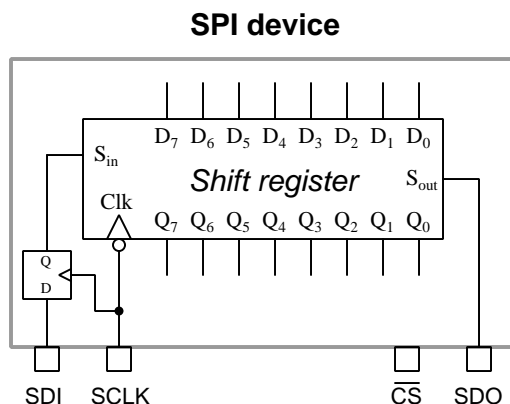 SPI device
D7 D6 D5 D4 D3 D2 D1 D0
Sin
Shift register
Sout
Clk
Q7 Q6 Q5 Q4 Q3 Q2 Q1 Q0
Q
D
SDI SCLK C̅S̅ SDO